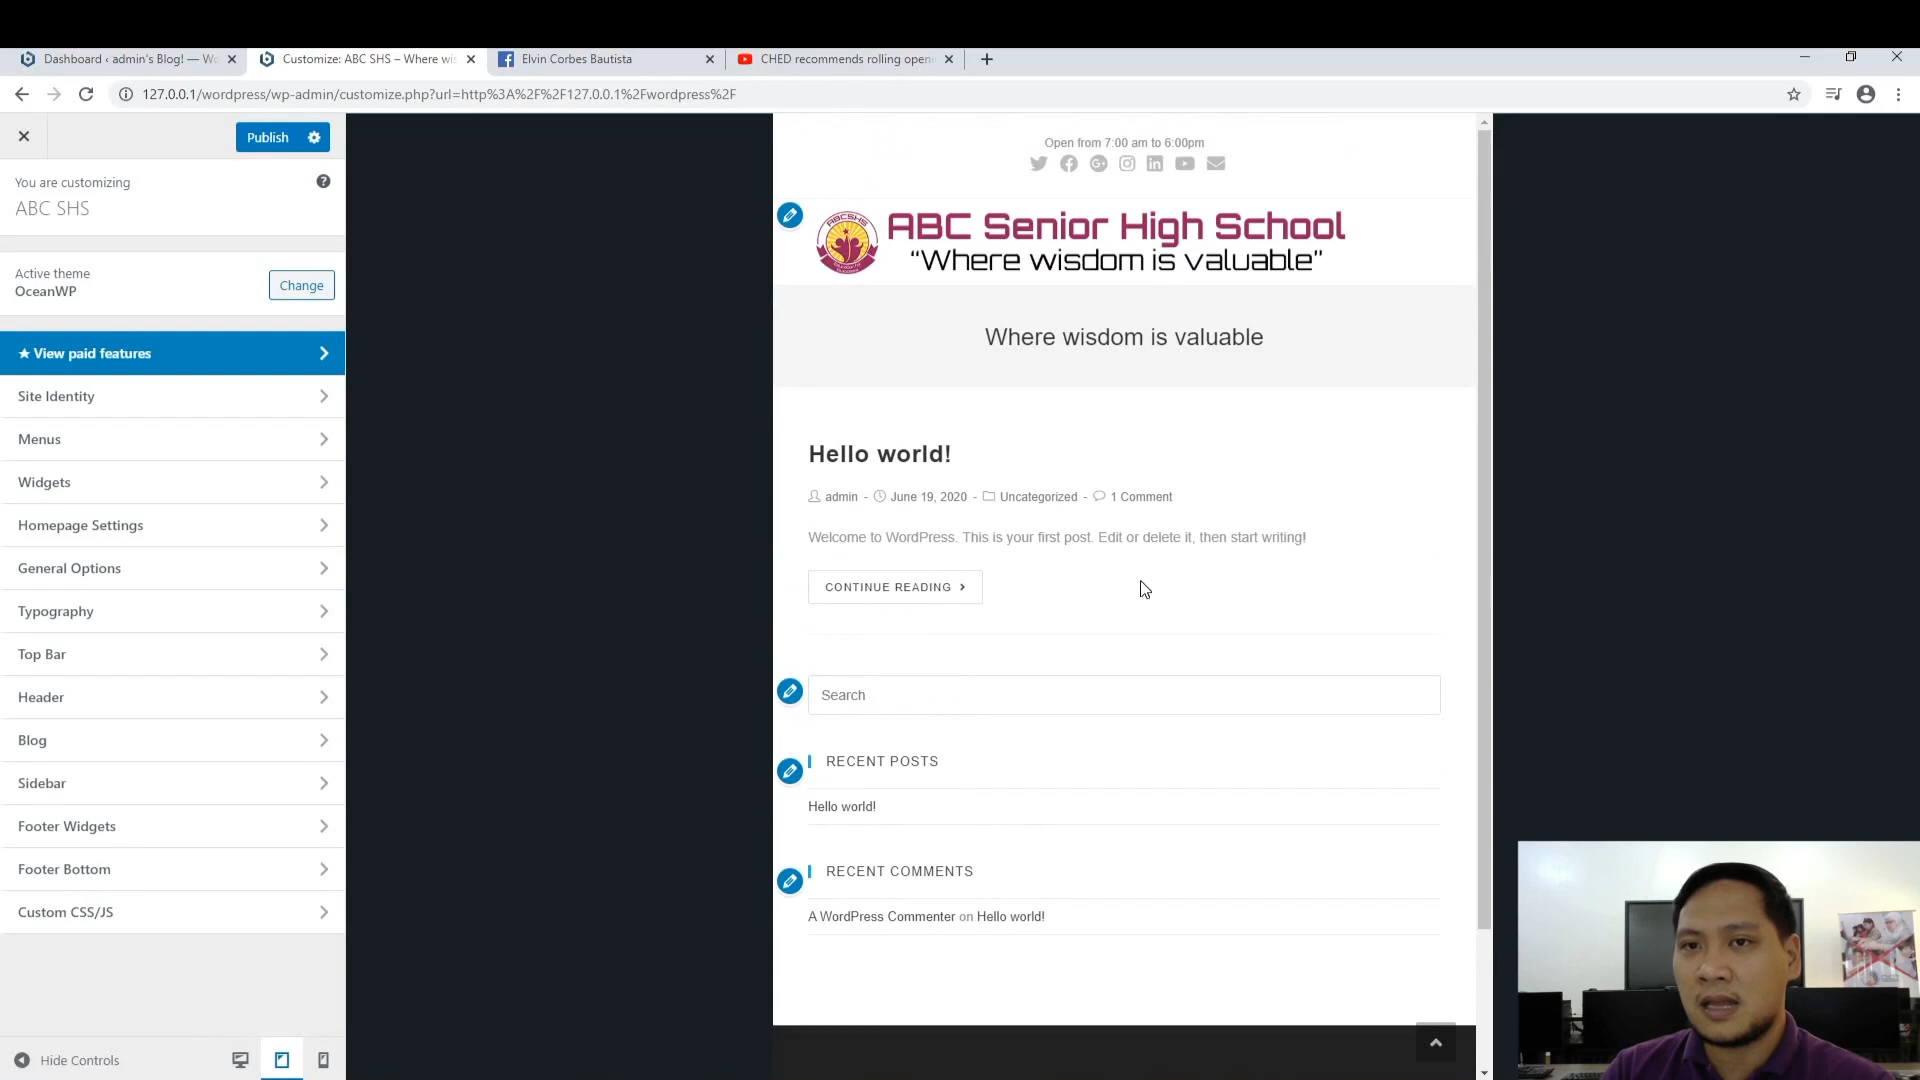 Dashboard ‹ admin's Blog! — Wo
Customize: ABC SHS – Where wis
Elvin Corbes Bautista
CHED recommends rolling open
127.0.0.1/wordpress/wp-admin/customize.php?url=http%3A%2F%2F127.0.0.1%2Fwordpress%2F
Publish
You are customizing
ABC SHS
Active theme
OceanWP
Change
★ View paid features
Site Identity
Menus
Widgets
Homepage Settings
General Options
Typography
Top Bar
Header
Blog
Sidebar
Footer Widgets
Footer Bottom
Custom CSS/JS
Hide Controls
Open from 7:00 am to 6:00pm
ABCSHS
ABC Senior High School
“Where wisdom is valuable”
Where wisdom is valuable
Hello world!
admin - June 19, 2020 - Uncategorized - 1 Comment
Welcome to WordPress. This is your first post. Edit or delete it, then start writing!
CONTINUE READING
Search
RECENT POSTS
Hello world!
RECENT COMMENTS
A WordPress Commenter on Hello world!